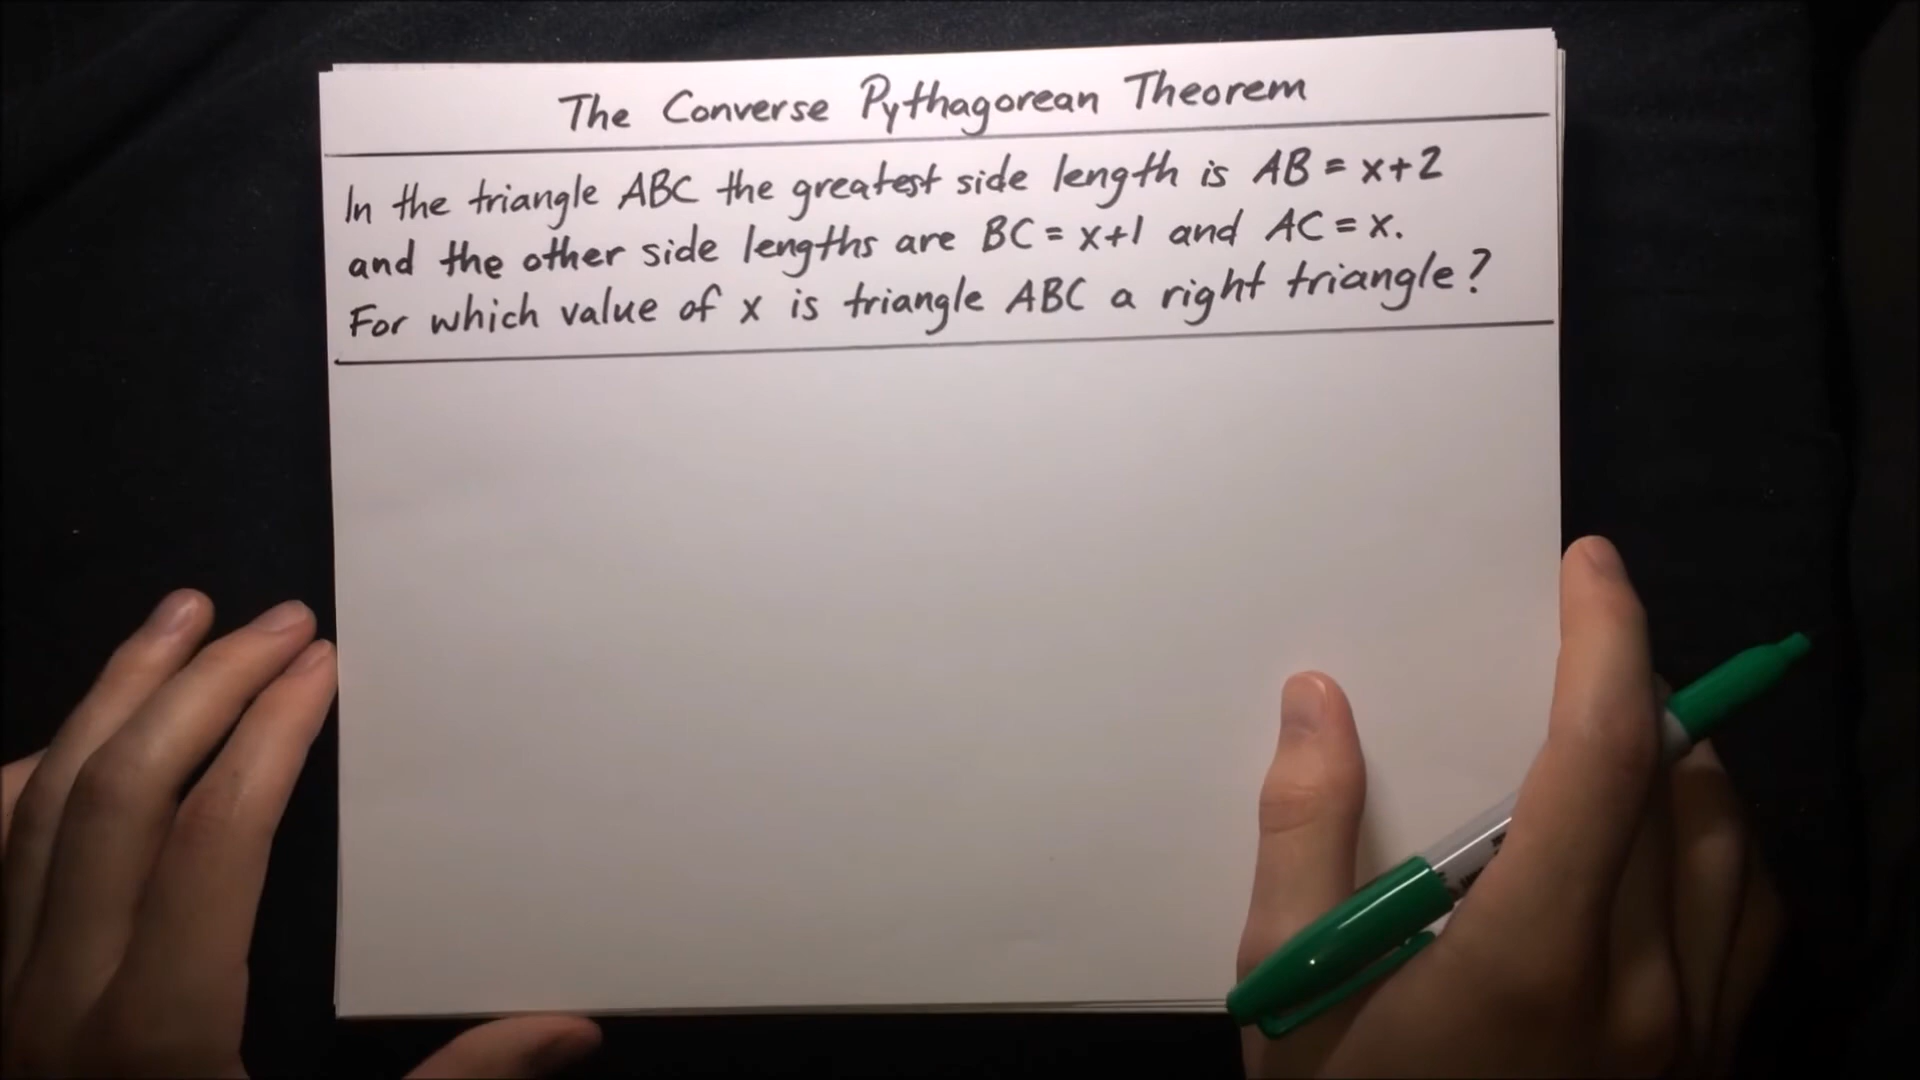 The Converse Pythagorean Theorem
In the triangle ABC the greatest side length is AB = x+2
and the other side lengths are BC = x+1 and AC = x.
For which value of x is triangle ABC a right triangle?